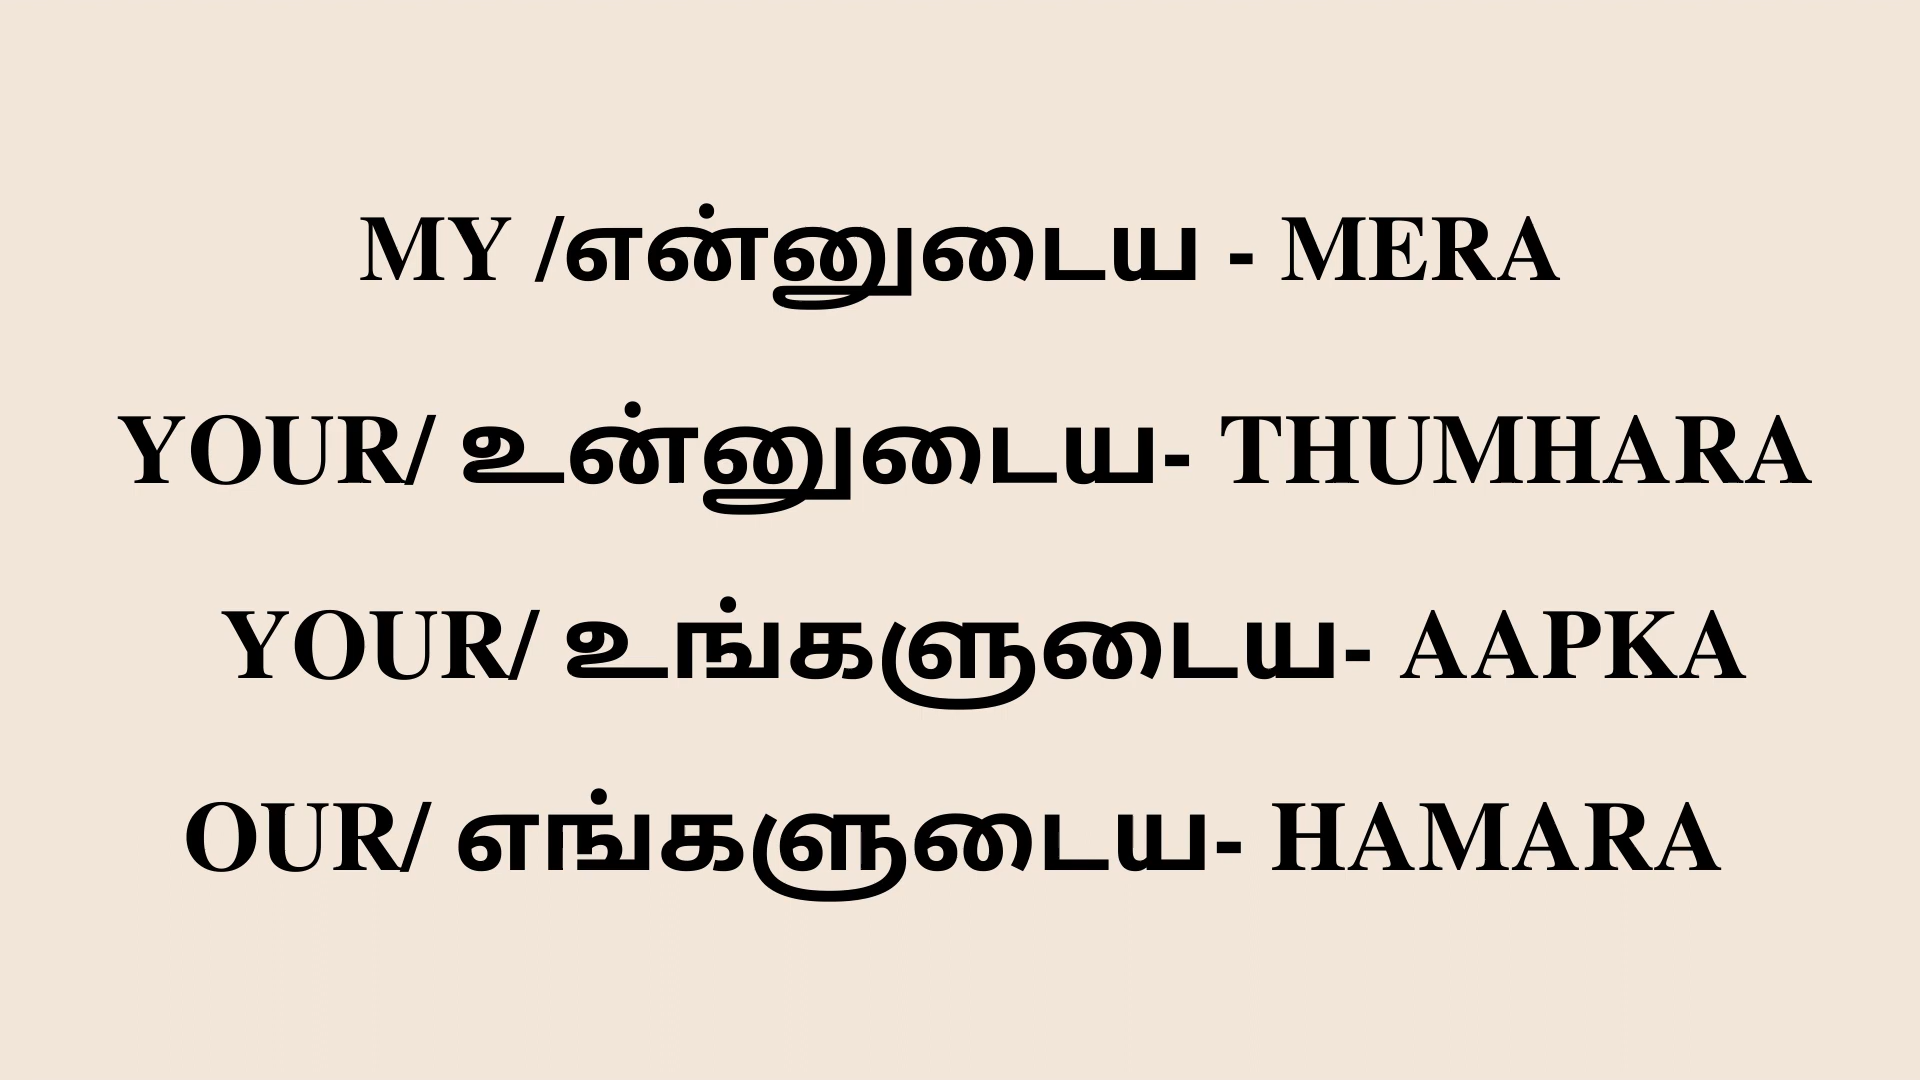 MY /என்னுடைய - MERA
YOUR/ உன்னுடைய- THUMHARA
YOUR/ உங்களுடைய- AAPKA
OUR/ எங்களுடைய- HAMARA